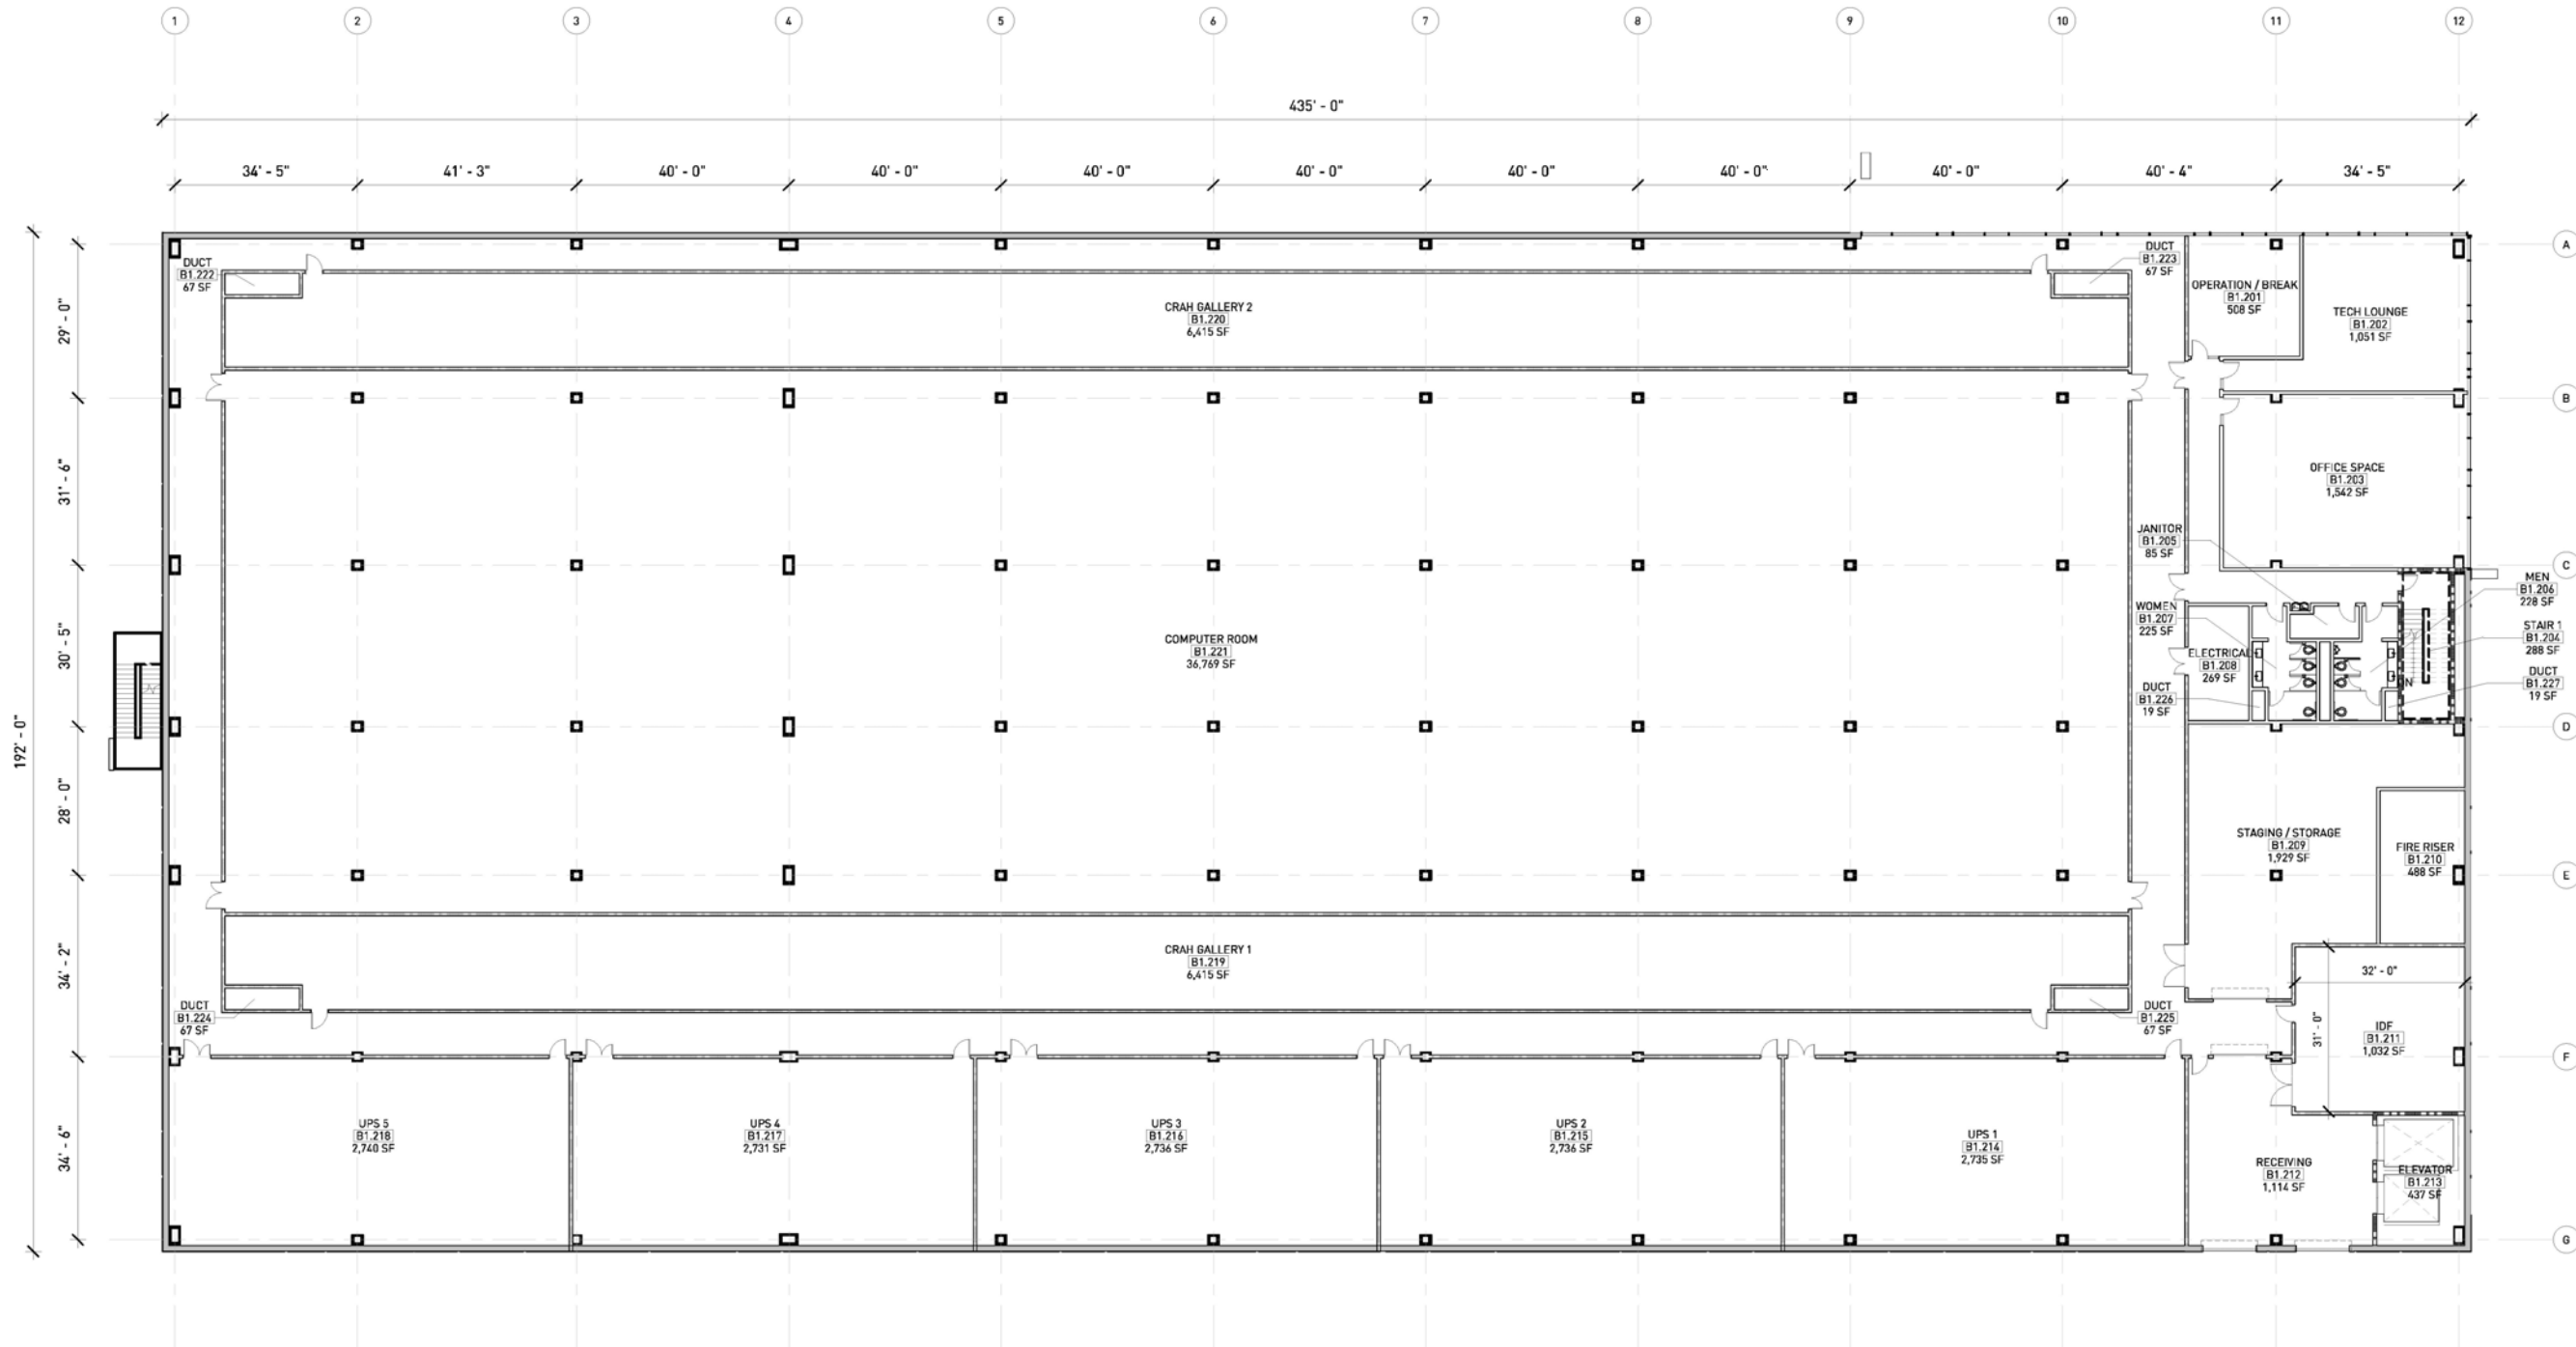 1 2 3 4 5 6 7 8 9 10 11 12
435' - 0"
34' - 5" 41' - 3" 40' - 0" 40' - 0" 40' - 0" 40' - 0" 40' - 0" 40' - 0" 40' - 0" 40' - 4" 34' - 5"
192' - 0"
29' - 0"
31' - 6"
30' - 5"
28' - 0"
34' - 2"
34' - 6"
A
B
C
D
E
F
G
DUCT
B1.222
67 SF
CRAH GALLERY 2
B1.220
6,415 SF
DUCT
B1.223
67 SF
OPERATION / BREAK
B1.201
508 SF
TECH LOUNGE
B1.202
1,051 SF
OFFICE SPACE
B1.203
1,542 SF
JANITOR
B1.205
85 SF
MEN
B1.206
228 SF
WOMEN
B1.207
225 SF
STAIR 1
B1.204
288 SF
ELECTRICAL
B1.208
269 SF
DUCT
B1.226
19 SF
DUCT
B1.227
19 SF
N
COMPUTER ROOM
B1.221
36,769 SF
STAGING / STORAGE
B1.209
1,929 SF
FIRE RISER
B1.210
488 SF
CRAH GALLERY 1
B1.219
6,415 SF
DUCT
B1.224
67 SF
DUCT
B1.225
67 SF
32' - 0"
31' - 0"
IDF
B1.211
1,032 SF
UPS 5
B1.218
2,740 SF
UPS 4
B1.217
2,731 SF
UPS 3
B1.216
2,736 SF
UPS 2
B1.215
2,736 SF
UPS 1
B1.214
2,735 SF
RECEIVING
B1.212
1,114 SF
ELEVATOR
B1.213
437 SF